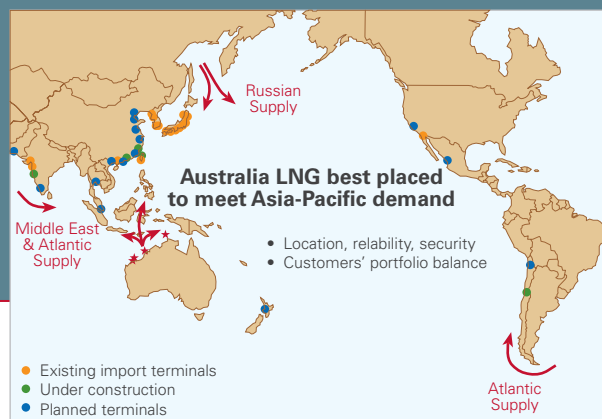 Russian
Supply
Australia LNG best placed
to meet Asia-Pacific demand
Middle East
& Atlantic
Supply
• Location, relability, security
• Customers’ portfolio balance
Existing import terminals
Under construction
Planned terminals
Atlantic
Supply